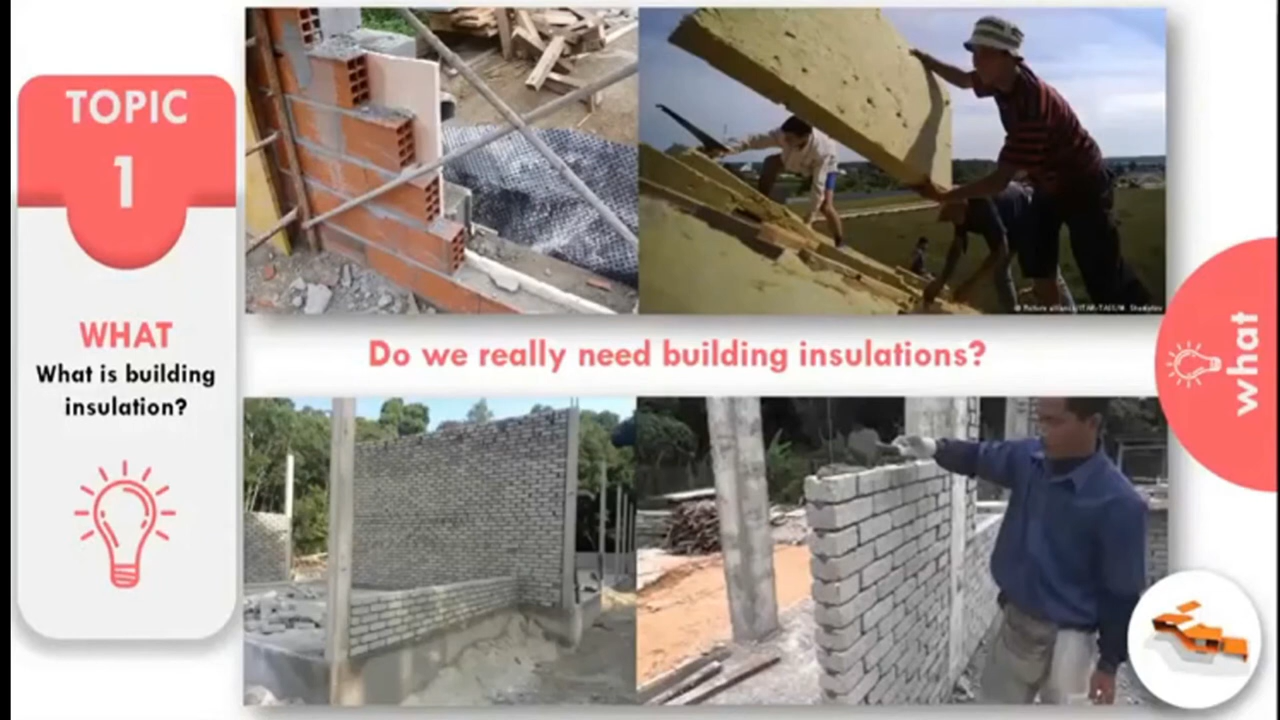 TOPIC
1
WHAT
What is building
insulation?
Do we really need building insulations?
what